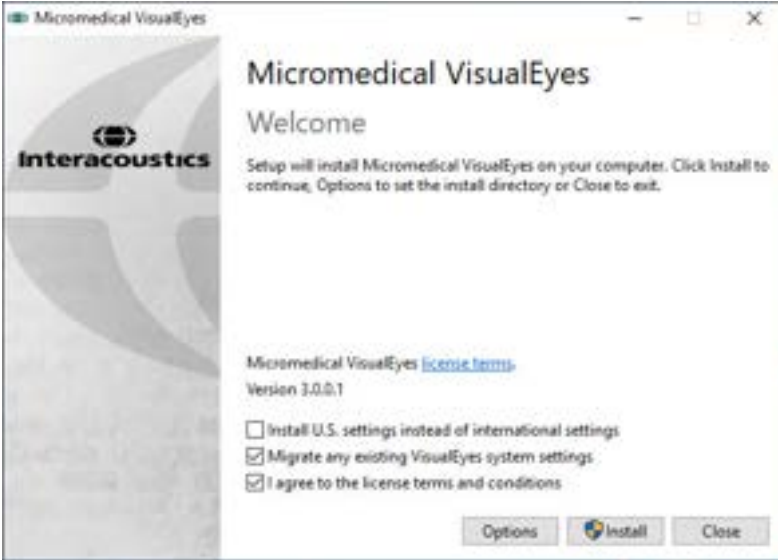 Micromedical VisualEyes
Micromedical VisualEyes
Welcome
Interacoustics
Setup will install Micromedical VisualEyes on your computer. Click Install to
continue, Options to set the install directory or Close to exit.
Micromedical VisualEyes license terms.
Version 3.0.0.1
Install U.S. settings instead of international settings
Migrate any existing VisualEyes system settings
I agree to the license terms and conditions
Options Install Close